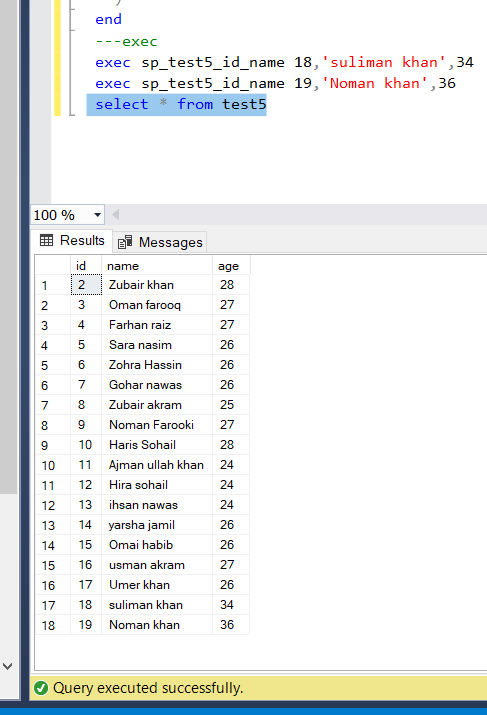 )
end
---exec
exec sp_test5_id_name 18,'suliman khan',34
exec sp_test5_id_name 19,'Noman khan',36
select * from test5
100 %
Results Messages
id name age
1 2 Zubair khan 28
2 3 Oman farooq 27
3 4 Farhan raiz 27
4 5 Sara nasim 26
5 6 Zohra Hassin 26
6 7 Gohar nawas 26
7 8 Zubair akram 25
8 9 Noman Farooki 27
9 10 Haris Sohail 28
10 11 Ajman ullah khan 24
11 12 Hira sohail 24
12 13 ihsan nawas 24
13 14 yarsha jamil 26
14 15 Omai habib 26
15 16 usman akram 27
16 17 Umer khan 26
17 18 suliman khan 34
18 19 Noman khan 36
Query executed successfully.